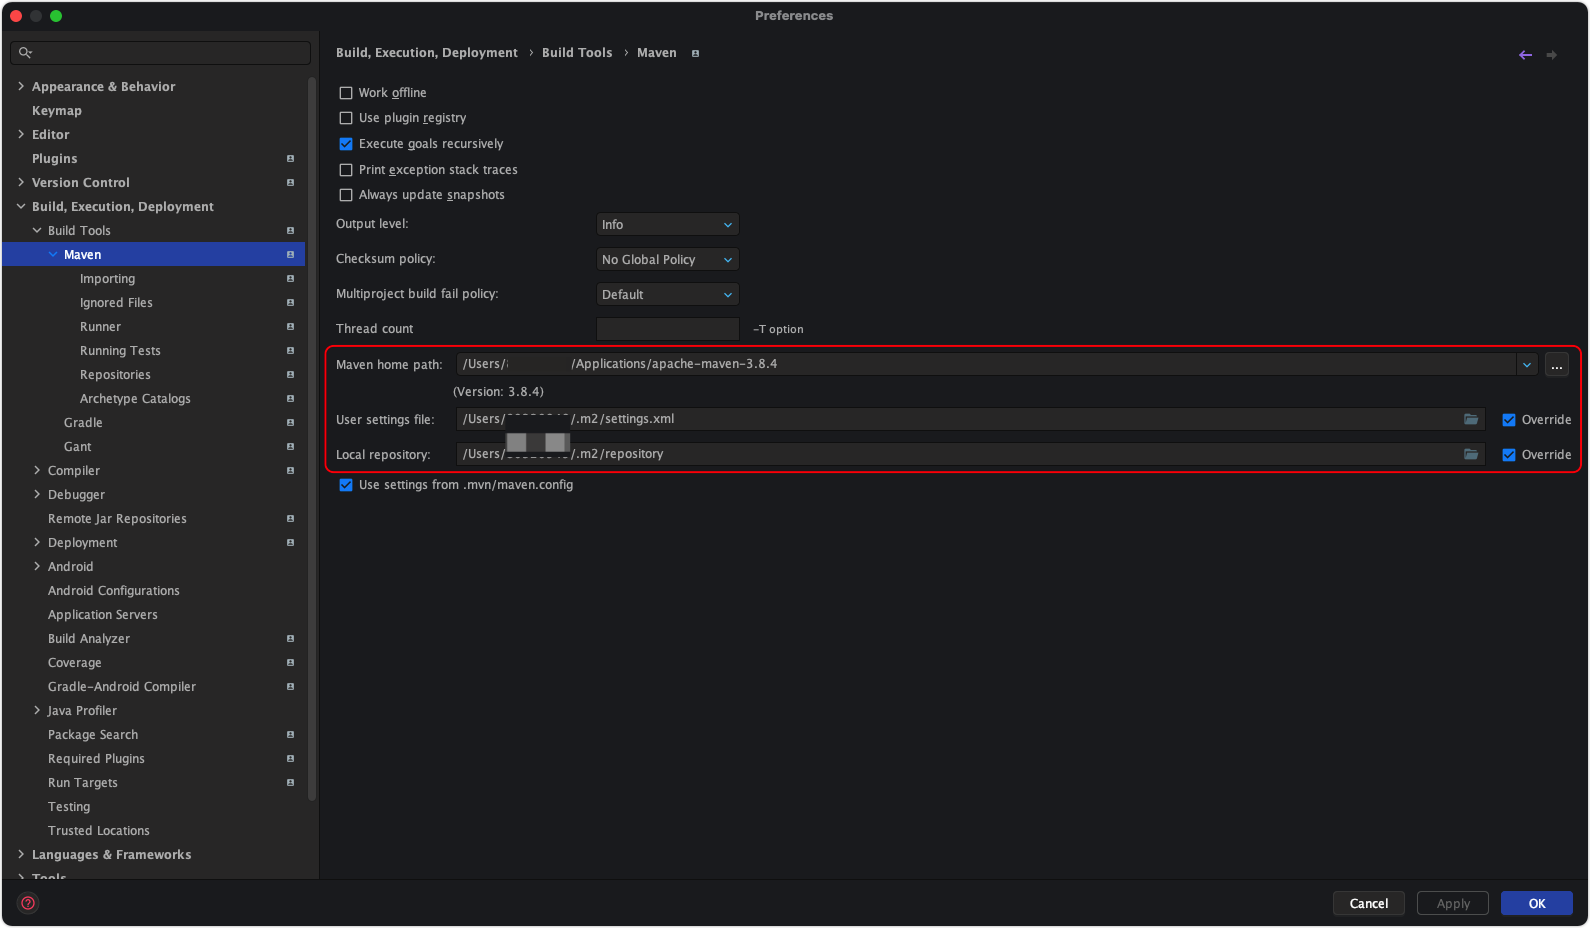 Preferences
Appearance & Behavior
Keymap
Editor
Plugins
Version Control
Build, Execution, Deployment
Build Tools
Maven
Importing
Ignored Files
Runner
Running Tests
Repositories
Archetype Catalogs
Gradle
Gant
Compiler
Debugger
Remote Jar Repositories
Deployment
Android
Android Configurations
Application Servers
Build Analyzer
Coverage
Gradle-Android Compiler
Java Profiler
Package Search
Required Plugins
Run Targets
Testing
Trusted Locations
Languages & Frameworks
Tools
Build, Execution, Deployment › Build Tools › Maven
Work offline
Use plugin registry
Execute goals recursively
Print exception stack traces
Always update snapshots
Output level: Info
Checksum policy: No Global Policy
Multiproject build fail policy: Default
Thread count -T option
Maven home path: /Users/ /Applications/apache-maven-3.8.4 ...
(Version: 3.8.4)
User settings file: /Users/ /.m2/settings.xml Override
Local repository: /Users/ /.m2/repository Override
Use settings from .mvn/maven.config
? Cancel Apply OK